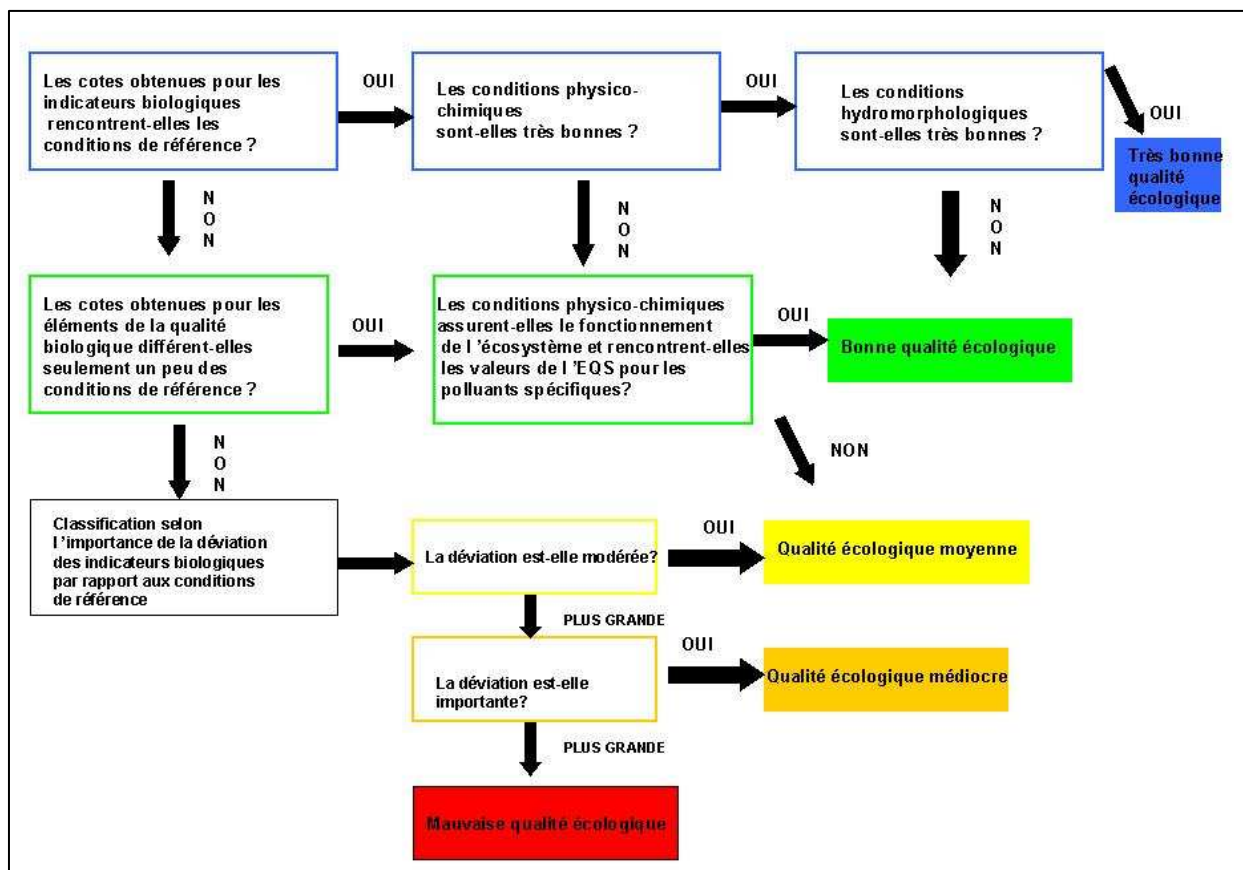 Les cotes obtenues pour les
indicateurs biologiques
rencontrent-elles les
conditions de référence ?
OUI
Les conditions physico-
chimiques
sont-elles très bonnes ?
OUI
Les conditions
hydromorphologiques
sont-elles très bonnes ?
OUI
Très bonne
qualité
écologique
N
O
N
N
O
N
N
O
N
Les cotes obtenues pour les
éléments de la qualité
biologique différent-elles
seulement un peu des
conditions de référence ?
OUI
Les conditions physico-chimiques
assurent-elles le fonctionnement
de l 'écosystème et rencontrent-elles
les valeurs de l 'EQS pour les
polluants spécifiques?
OUI
Bonne qualité écologique
N
O
N
NON
Classification selon
l 'importance de la déviation
des indicateurs biologiques
par rapport aux conditions
de référence
La déviation est-elle modérée?
OUI
Qualité écologique moyenne
PLUS GRANDE
La déviation est-elle
importante?
OUI
Qualité écologique médiocre
PLUS GRANDE
Mauvaise qualité écologique